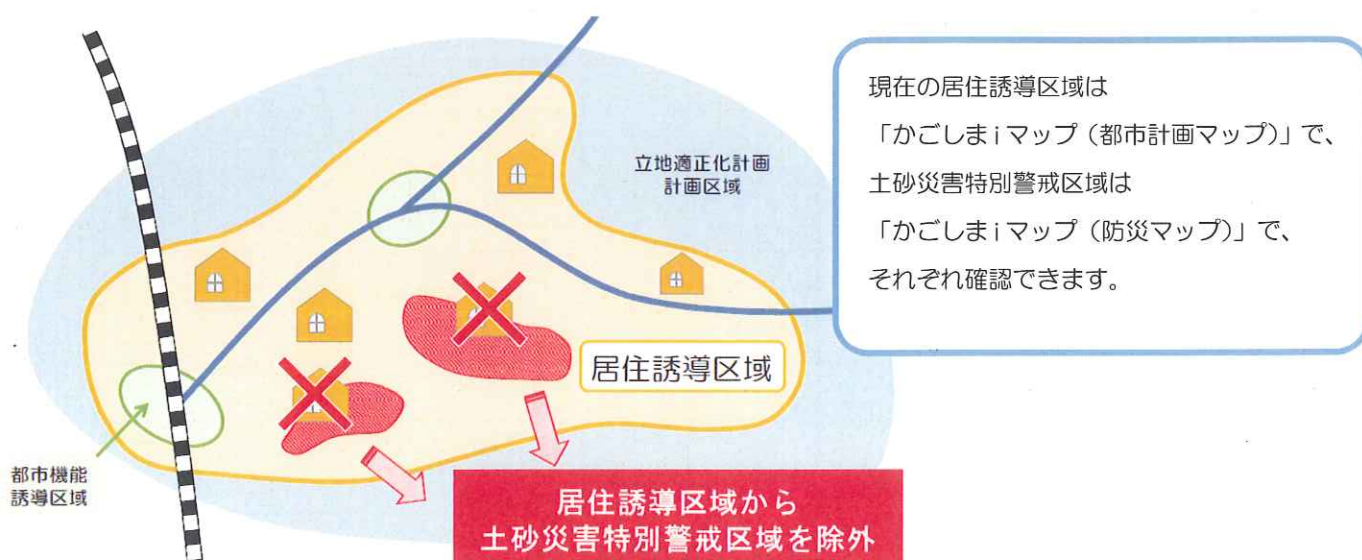 現在の居住誘導区域は
「かごしまiマップ（都市計画マップ）」で、
土砂災害特別警戒区域は
「かごしまiマップ（防災マップ）」で、
それぞれ確認できます。
立地適正化計画
計画区域
居住誘導区域
都市機能
誘導区域
居住誘導区域から
土砂災害特別警戒区域を除外